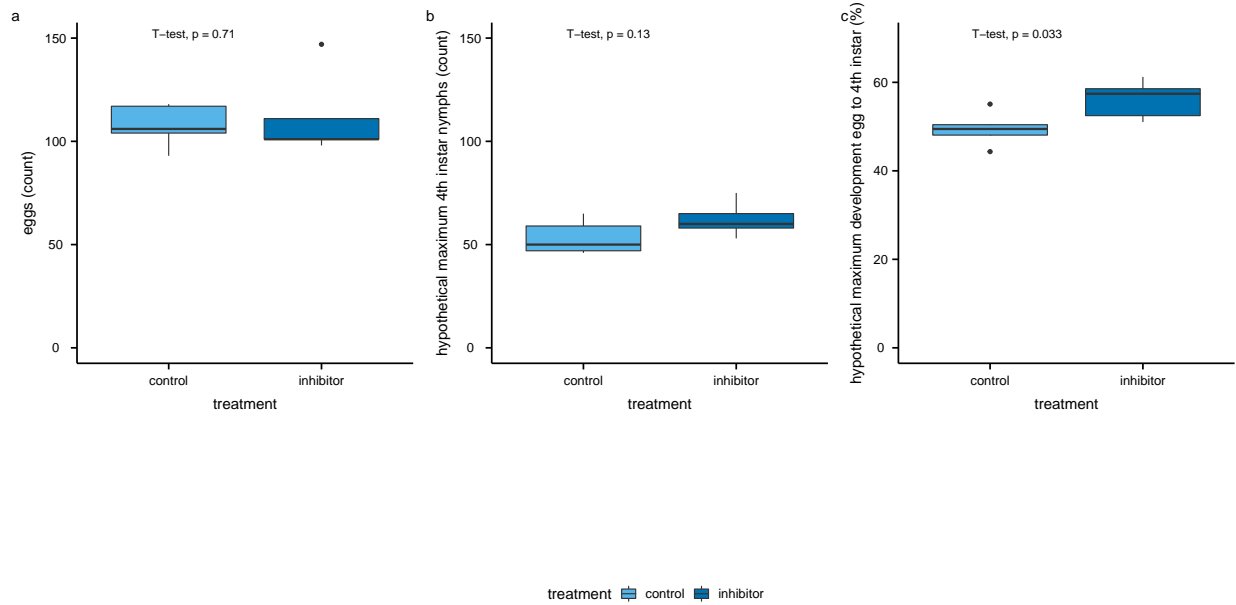 a
T−test, p = 0.71
150
100
50
0
eggs (count)
control
inhibitor
treatment
b
T−test, p = 0.13
150
100
50
0
hypothetical maximum 4th instar nymphs (count)
control
inhibitor
treatment
c
T−test, p = 0.033
60
40
20
0
hypothetical maximum development egg to 4th instar (%)
control
inhibitor
treatment
treatment control inhibitor